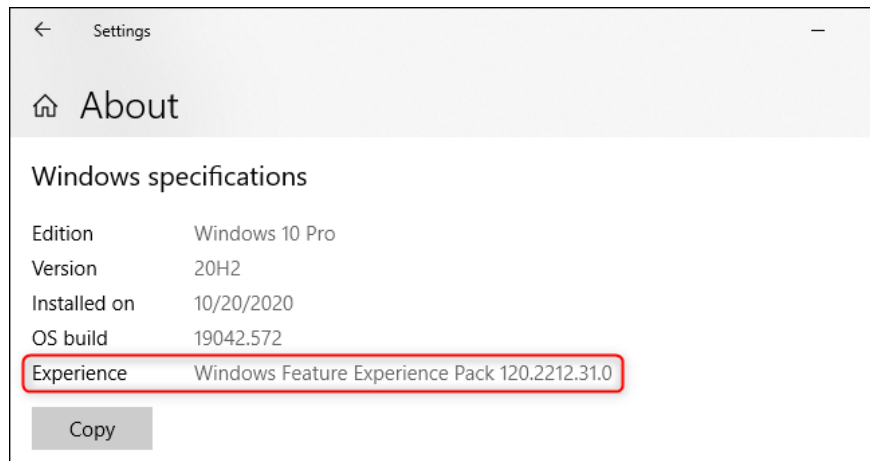 Settings
About
Windows specifications
Edition Windows 10 Pro
Version 20H2
Installed on 10/20/2020
OS build 19042.572
Experience Windows Feature Experience Pack 120.2212.31.0
Copy